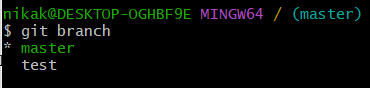 nikak@DESKTOP-OGHBF9E MINGW64 / (master)
$ git branch
* master
  test